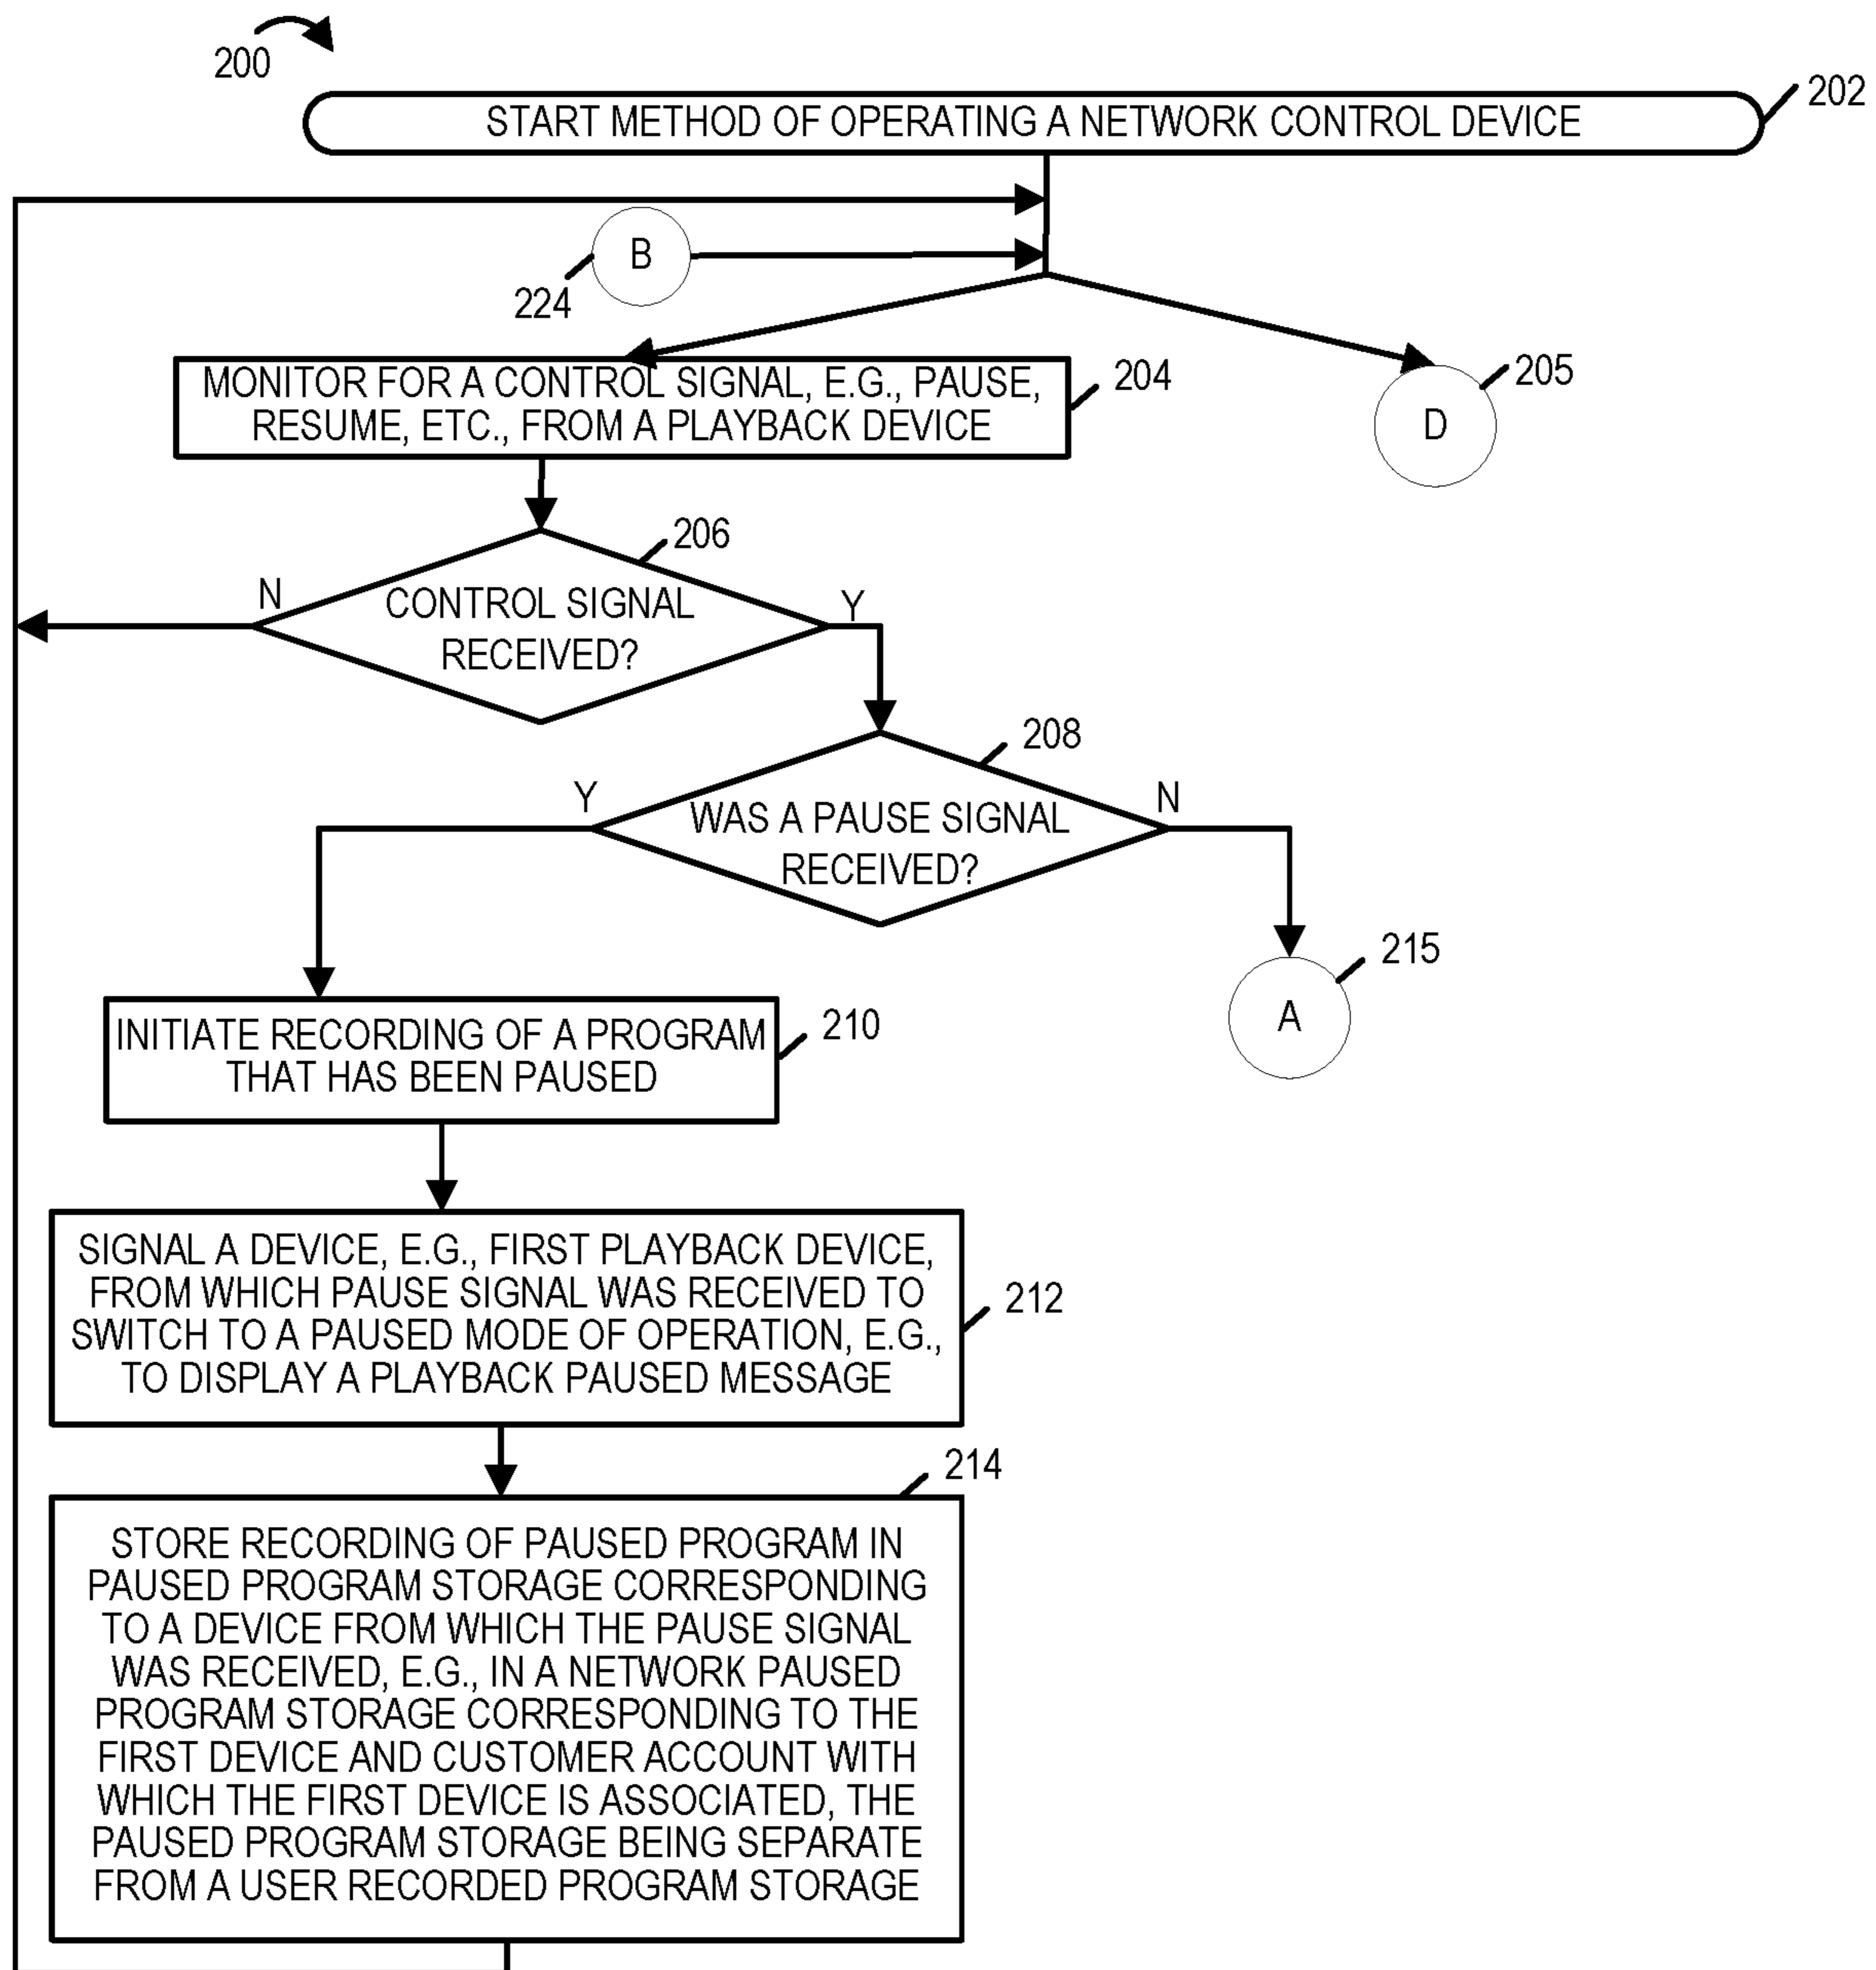 200
START METHOD OF OPERATING A NETWORK CONTROL DEVICE
202
B
224
MONITOR FOR A CONTROL SIGNAL, E.G., PAUSE,
RESUME, ETC., FROM A PLAYBACK DEVICE
204
205
D
206
N
CONTROL SIGNAL
RECEIVED?
Y
208
Y
WAS A PAUSE SIGNAL
RECEIVED?
N
215
A
INITIATE RECORDING OF A PROGRAM
THAT HAS BEEN PAUSED
210
SIGNAL A DEVICE, E.G., FIRST PLAYBACK DEVICE,
FROM WHICH PAUSE SIGNAL WAS RECEIVED TO
SWITCH TO A PAUSED MODE OF OPERATION, E.G.,
TO DISPLAY A PLAYBACK PAUSED MESSAGE
212
214
STORE RECORDING OF PAUSED PROGRAM IN
PAUSED PROGRAM STORAGE CORRESPONDING
TO A DEVICE FROM WHICH THE PAUSE SIGNAL
WAS RECEIVED, E.G., IN A NETWORK PAUSED
PROGRAM STORAGE CORRESPONDING TO THE
FIRST DEVICE AND CUSTOMER ACCOUNT WITH
WHICH THE FIRST DEVICE IS ASSOCIATED, THE
PAUSED PROGRAM STORAGE BEING SEPARATE
FROM A USER RECORDED PROGRAM STORAGE